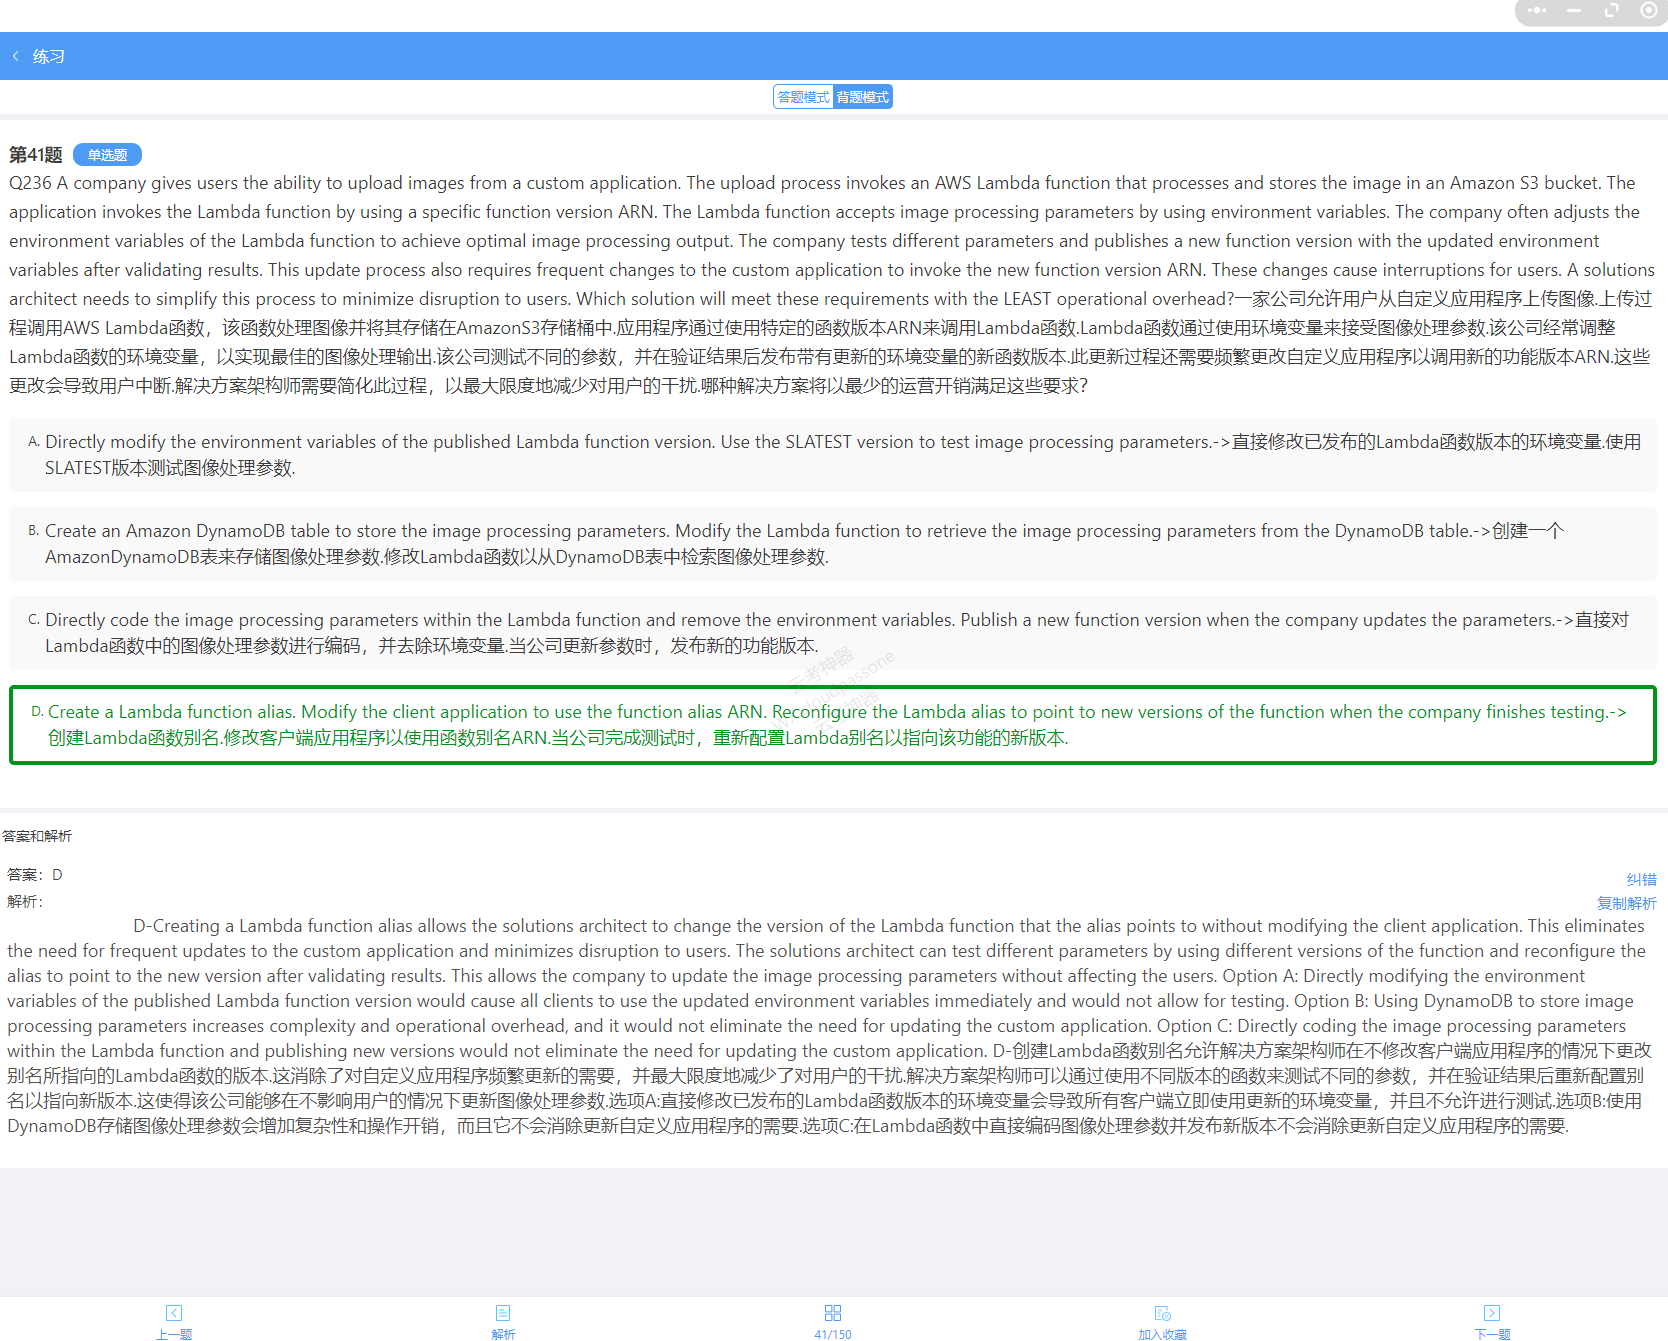 练习
答题模式 背题模式
第41题 单选题
Q236 A company gives users the ability to upload images from a custom application. The upload process invokes an AWS Lambda function that processes and stores the image in an Amazon S3 bucket. The
application invokes the Lambda function by using a specific function version ARN. The Lambda function accepts image processing parameters by using environment variables. The company often adjusts the
environment variables of the Lambda function to achieve optimal image processing output. The company tests different parameters and publishes a new function version with the updated environment
variables after validating results. This update process also requires frequent changes to the custom application to invoke the new function version ARN. These changes cause interruptions for users. A solutions
architect needs to simplify this process to minimize disruption to users. Which solution will meet these requirements with the LEAST operational overhead?一家公司允许用户从自定义应用程序上传图像.上传过
程调用AWS Lambda函数，该函数处理图像并将其存储在AmazonS3存储桶中.应用程序通过使用特定的函数版本ARN来调用Lambda函数.Lambda函数通过使用环境变量来接受图像处理参数.该公司经常调整
Lambda函数的环境变量，以实现最佳的图像处理输出.该公司测试不同的参数，并在验证结果后发布带有更新的环境变量的新函数版本.此更新过程还需要频繁更改自定义应用程序以调用新的功能版本ARN.这些
更改会导致用户中断.解决方案架构师需要简化此过程，以最大限度地减少对用户的干扰.哪种解决方案将以最少的运营开销满足这些要求?
A. Directly modify the environment variables of the published Lambda function version. Use the SLATEST version to test image processing parameters.->直接修改已发布的Lambda函数版本的环境变量.使用
SLATEST版本测试图像处理参数.
B. Create an Amazon DynamoDB table to store the image processing parameters. Modify the Lambda function to retrieve the image processing parameters from the DynamoDB table.->创建一个
AmazonDynamoDB表来存储图像处理参数.修改Lambda函数以从DynamoDB表中检索图像处理参数.
C. Directly code the image processing parameters within the Lambda function and remove the environment variables. Publish a new function version when the company updates the parameters.->直接对
Lambda函数中的图像处理参数进行编码，并去除环境变量.当公司更新参数时，发布新的功能版本.
D. Create a Lambda function alias. Modify the client application to use the function alias ARN. Reconfigure the Lambda alias to point to new versions of the function when the company finishes testing.->
创建Lambda函数别名.修改客户端应用程序以使用函数别名ARN.当公司完成测试时，重新配置Lambda别名以指向该功能的新版本.
云考神器
答案和解析
答案：D
纠错
解析：
复制解析
D-Creating a Lambda function alias allows the solutions architect to change the version of the Lambda function that the alias points to without modifying the client application. This eliminates
the need for frequent updates to the custom application and minimizes disruption to users. The solutions architect can test different parameters by using different versions of the function and reconfigure the
alias to point to the new version after validating results. This allows the company to update the image processing parameters without affecting the users. Option A: Directly modifying the environment
variables of the published Lambda function version would cause all clients to use the updated environment variables immediately and would not allow for testing. Option B: Using DynamoDB to store image
processing parameters increases complexity and operational overhead, and it would not eliminate the need for updating the custom application. Option C: Directly coding the image processing parameters
within the Lambda function and publishing new versions would not eliminate the need for updating the custom application. D-创建Lambda函数别名允许解决方案架构师在不修改客户端应用程序的情况下更改
别名所指向的Lambda函数的版本.这消除了对自定义应用程序频繁更新的需要，并最大限度地减少了对用户的干扰.解决方案架构师可以通过使用不同版本的函数来测试不同的参数，并在验证结果后重新配置别
名以指向新版本.这使得该公司能够在不影响用户的情况下更新图像处理参数.选项A:直接修改已发布的Lambda函数版本的环境变量会导致所有客户端立即使用更新的环境变量，并且不允许进行测试.选项B:使用
DynamoDB存储图像处理参数会增加复杂性和操作开销，而且它不会消除更新自定义应用程序的需要.选项C:在Lambda函数中直接编码图像处理参数并发布新版本不会消除更新自定义应用程序的需要.
上一题 解析 41/150 加入收藏 下一题